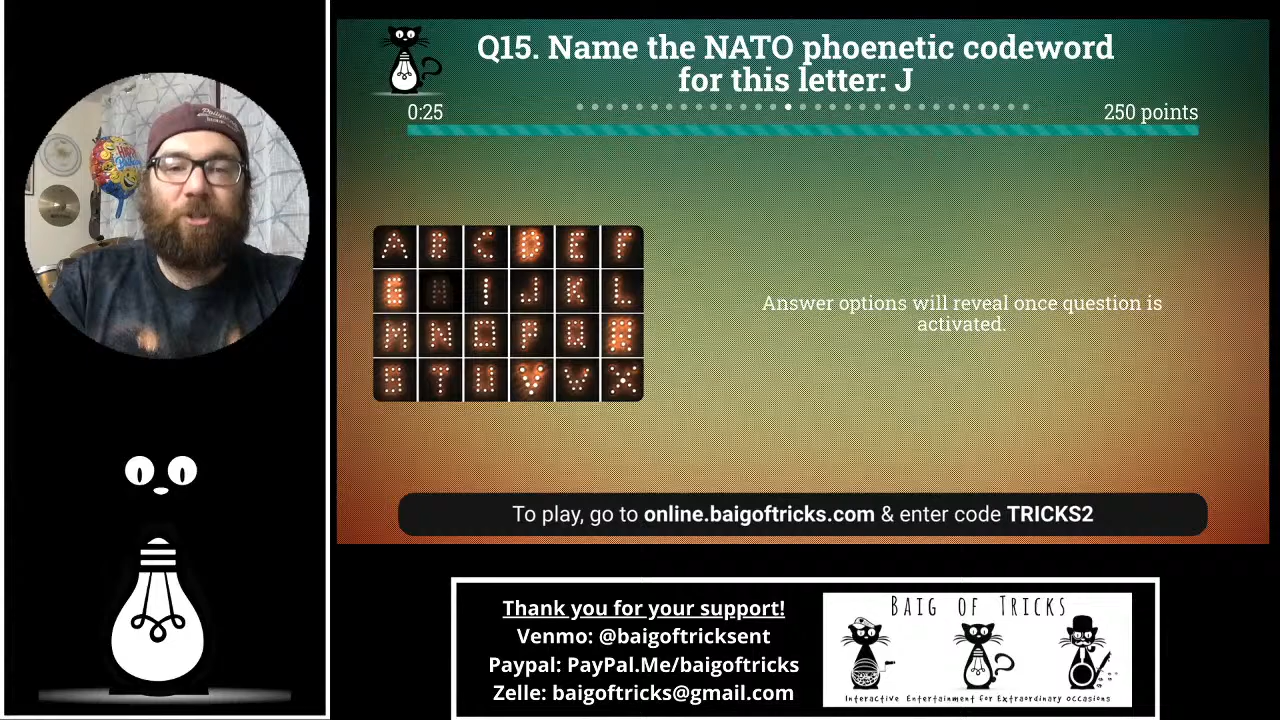 Q15. Name the NATO phoenetic codeword
for this letter: J
0:25
250 points
A B C D E F
G H I J K L
M N O P Q R
S T U V V X
Answer options will reveal once question is
activated.
To play, go to online.baigoftricks.com & enter code TRICKS2
Thank you for your support!
Venmo: @baigoftricksent
Paypal: PayPal.Me/baigoftricks
Zelle: baigoftricks@gmail.com
BAIG OF TRICKS
Interactive Entertainment for Extraordinary occasions